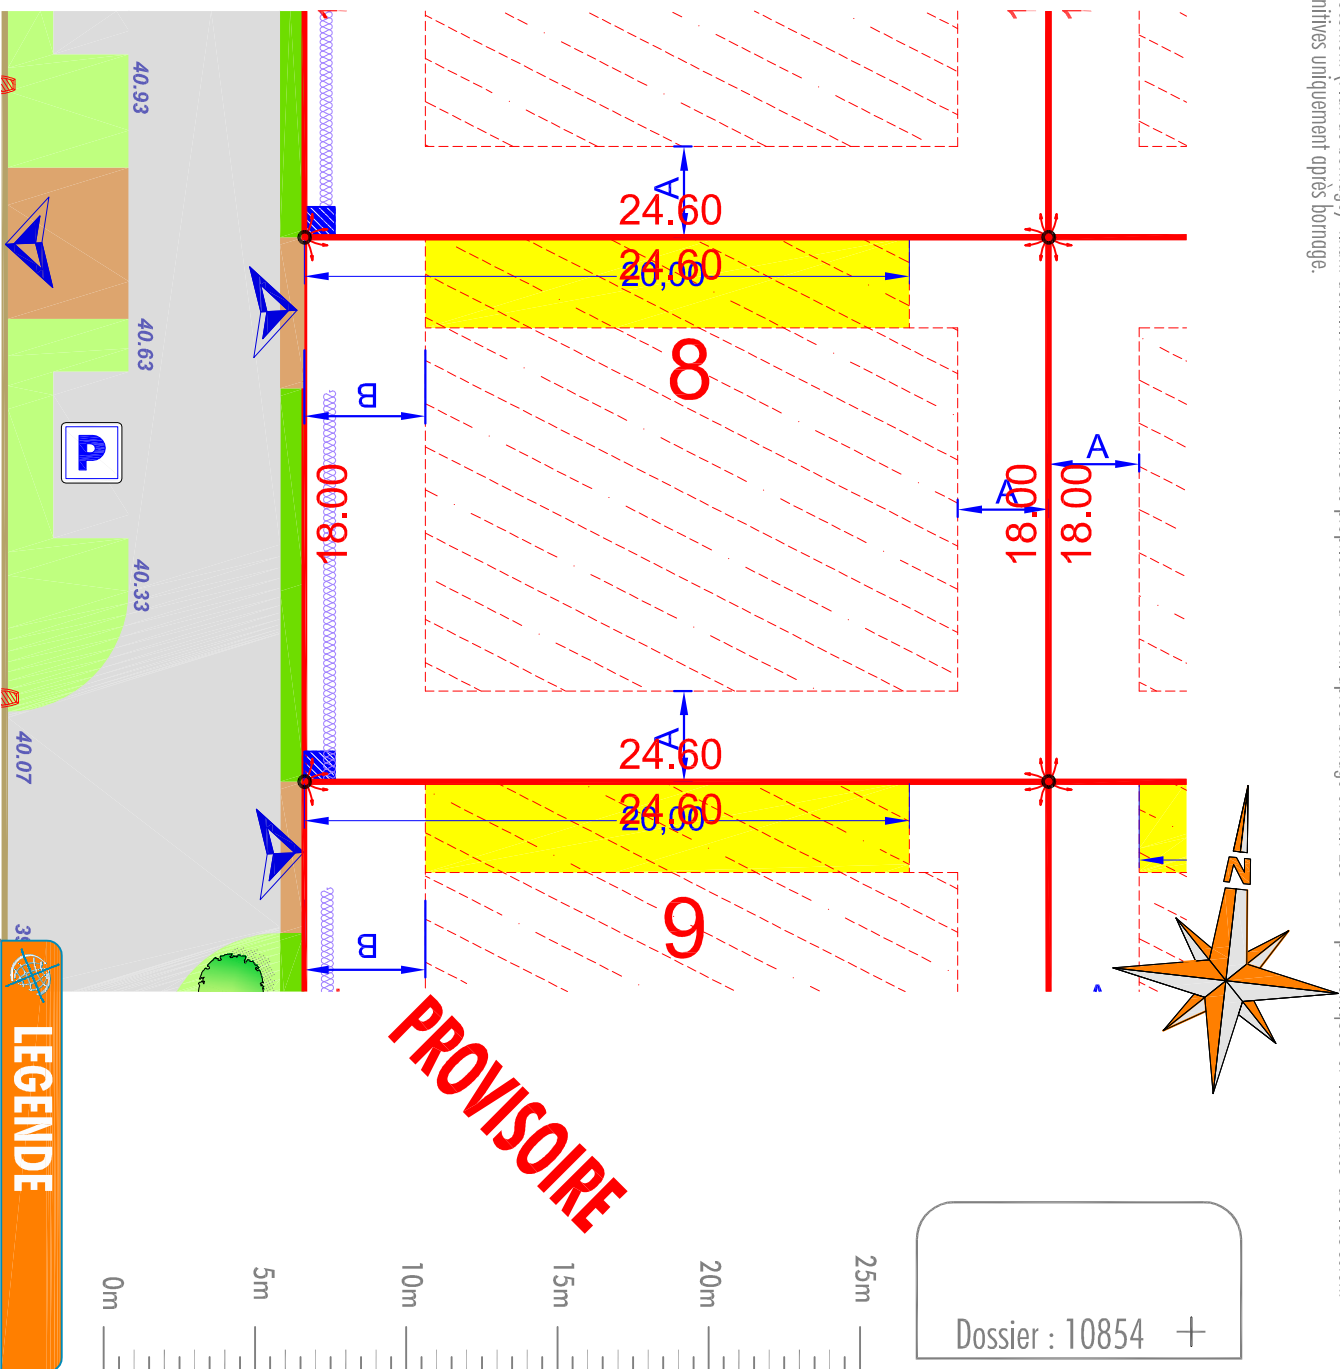 nitives uniquement après bornage.
40.93
A
24.60
24.60
20,00
40.63
8
B
P
A
A
18.00
18.00
18.00
40.33
A
24.60
24.60
20,00
40.07
N
9
B
PROVISOIRE
LEGENDE
0m
5m
10m
15m
20m
25m
Dossier : 10854